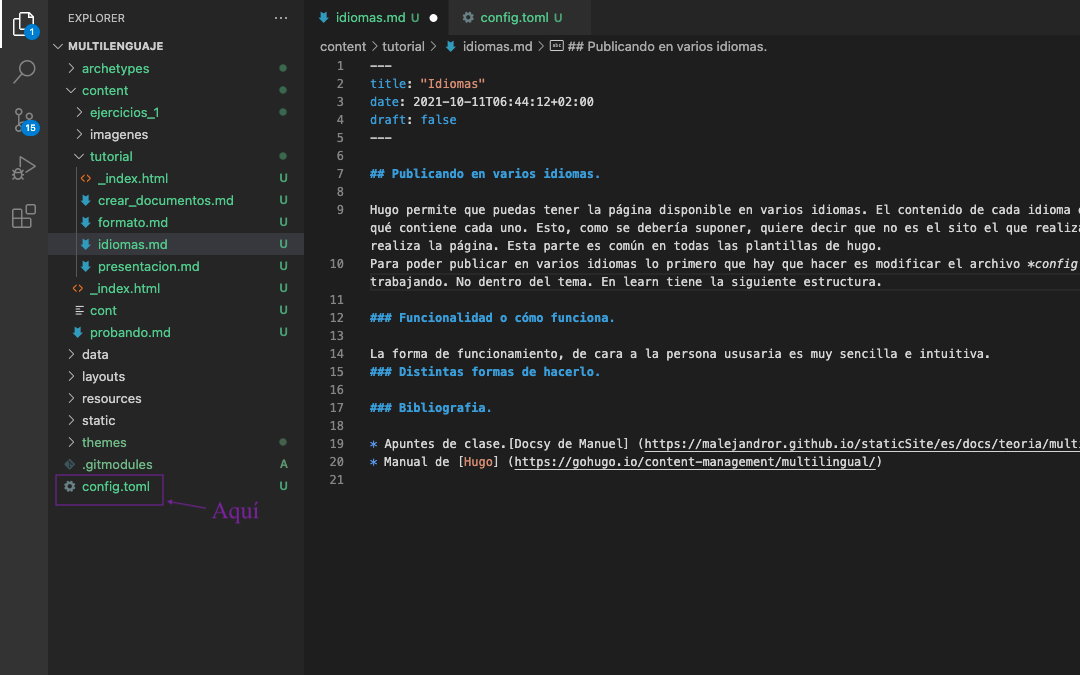 EXPLORER
idiomas.md U
config.toml U
1
content > tutorial > idiomas.md > abc ## Publicando en varios idiomas.
MULTILENGUAJE
archetypes
content
ejercicios_1
imagenes
15
tutorial
_index.html U
crear_documentos.md U
formato.md U
idiomas.md U
presentacion.md U
_index.html U
cont U
probando.md U
data
layouts
resources
static
themes
.gitmodules A
config.toml U
Aquí
1 ---
2 title: "Idiomas"
3 date: 2021-10-11T06:44:12+02:00
4 draft: false
5 ---
6
7 ## Publicando en varios idiomas.
8
9 Hugo permite que puedas tener la página disponible en varios idiomas. El contenido de cada idioma
qué contiene cada uno. Esto, como se debería suponer, quiere decir que no es el sito el que realiza
realiza la página. Esta parte es común en todas las plantillas de hugo.
10 Para poder publicar en varios idiomas lo primero que hay que hacer es modificar el archivo *config
trabajando. No dentro del tema. En learn tiene la siguiente estructura.
11
12 ### Funcionalidad o cómo funciona.
13
14 La forma de funcionamiento, de cara a la persona ususaria es muy sencilla e intuitiva.
15 ### Distintas formas de hacerlo.
16
17 ### Bibliografia.
18
19 * Apuntes de clase.[Docsy de Manuel] (https://malejandror.github.io/staticSite/es/docs/teoria/multi
20 * Manual de [Hugo] (https://gohugo.io/content-management/multilingual/)
21